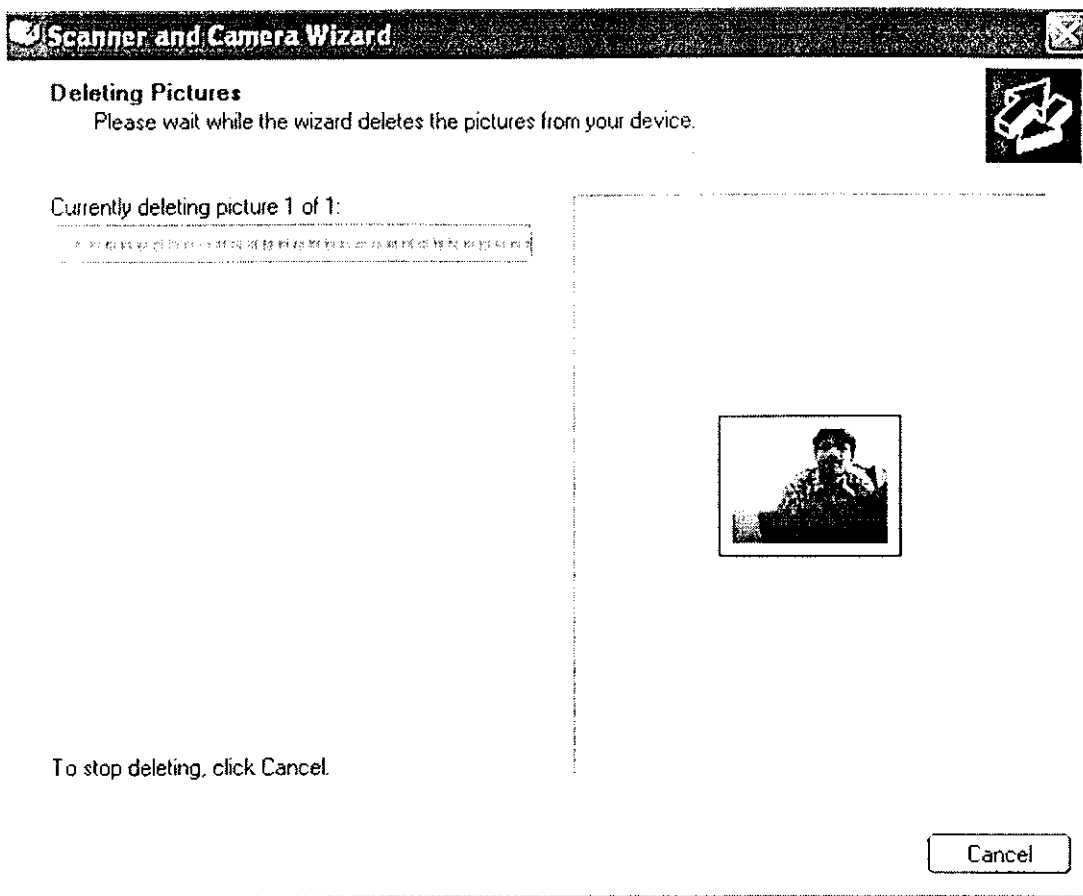 Scanner and Camera Wizard
Deleting Pictures
Please wait while the wizard deletes the pictures from your device.
Currently deleting picture 1 of 1:
To stop deleting, click Cancel.
Cancel